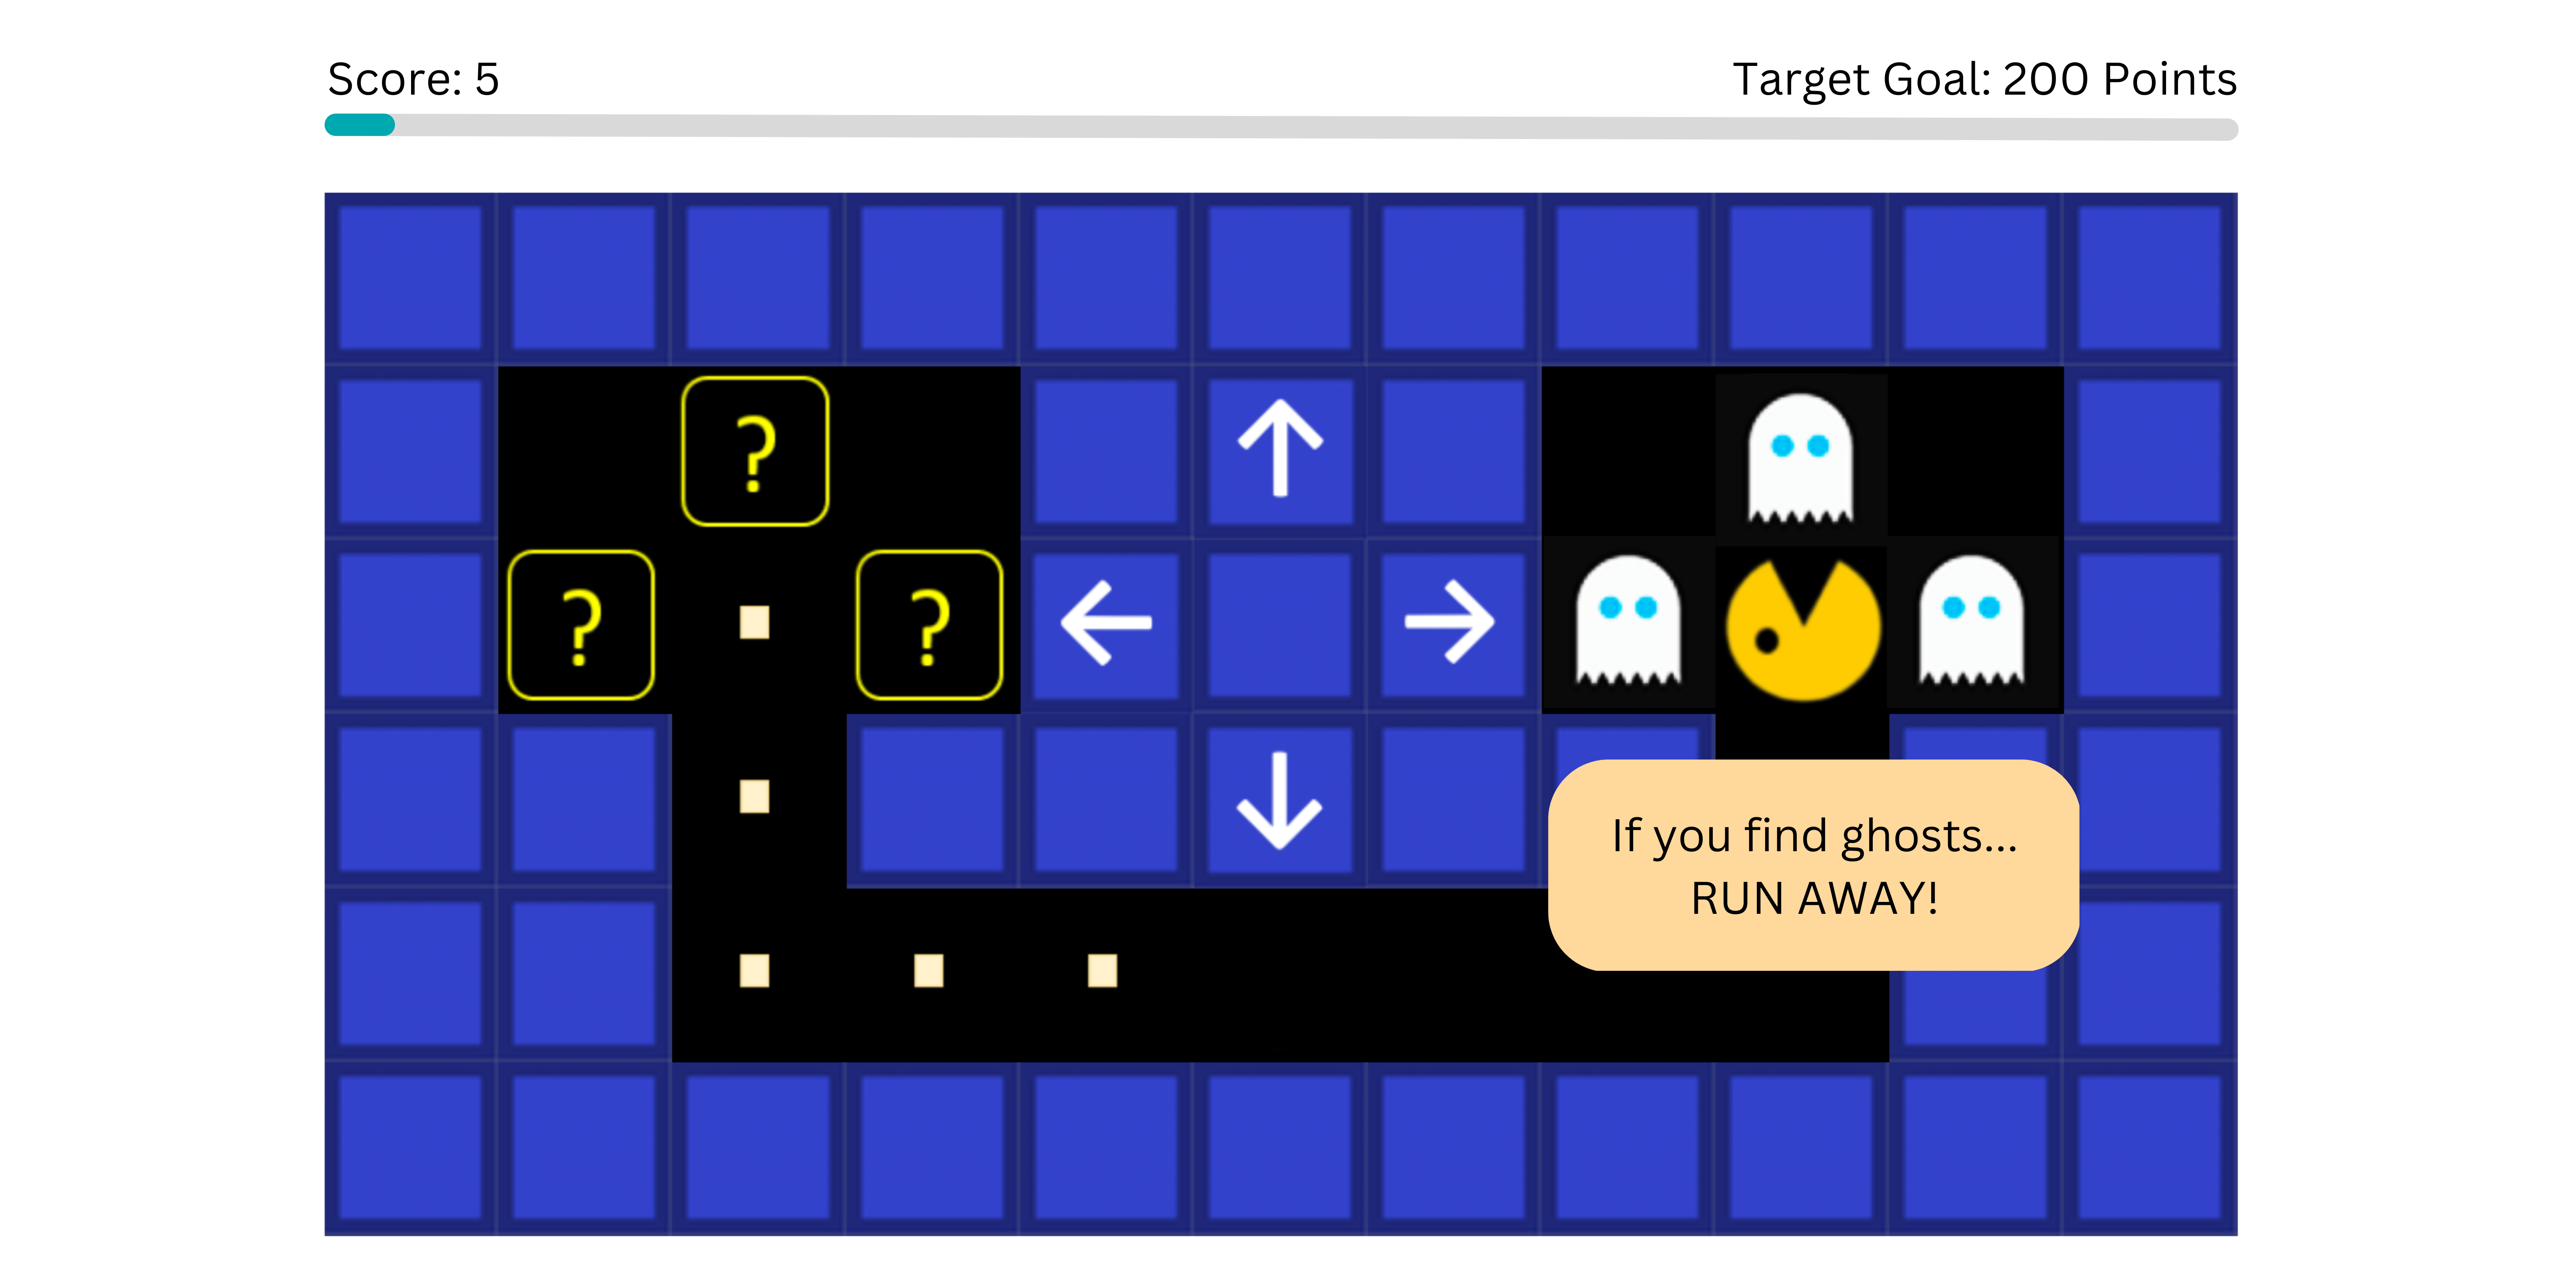 Score: 5
Target Goal: 200 Points
?
?
?
If you find ghosts...
RUN AWAY!